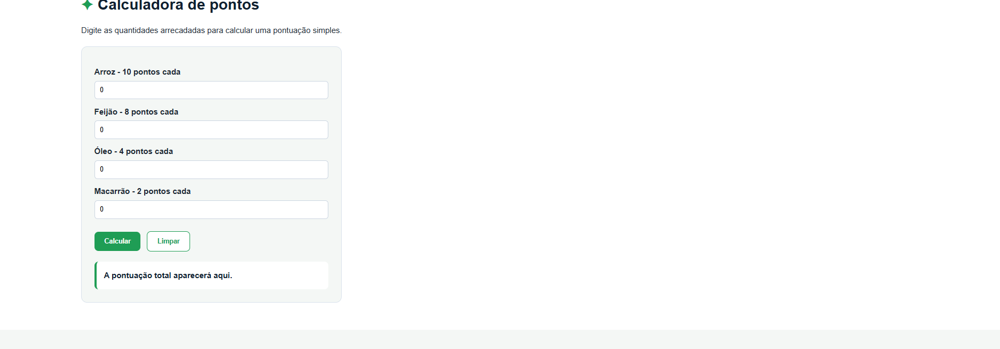 Calculadora de pontos
Digite as quantidades arrecadadas para calcular uma pontuação simples.
Arroz - 10 pontos cada
0
Feijão - 8 pontos cada
0
Óleo - 4 pontos cada
0
Macarrão - 2 pontos cada
0
Calcular Limpar
A pontuação total aparecerá aqui.